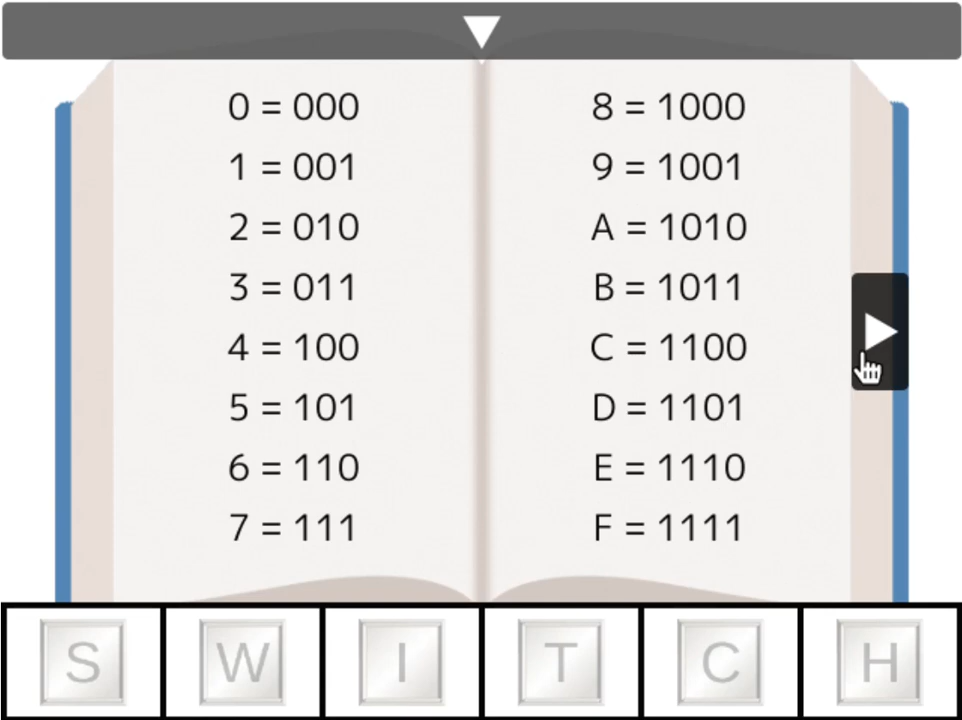 0 = 000
1 = 001
2 = 010
3 = 011
4 = 100
5 = 101
6 = 110
7 = 111
8 = 1000
9 = 1001
A = 1010
B = 1011
C = 1100
D = 1101
E = 1110
F = 1111
S W I T C H